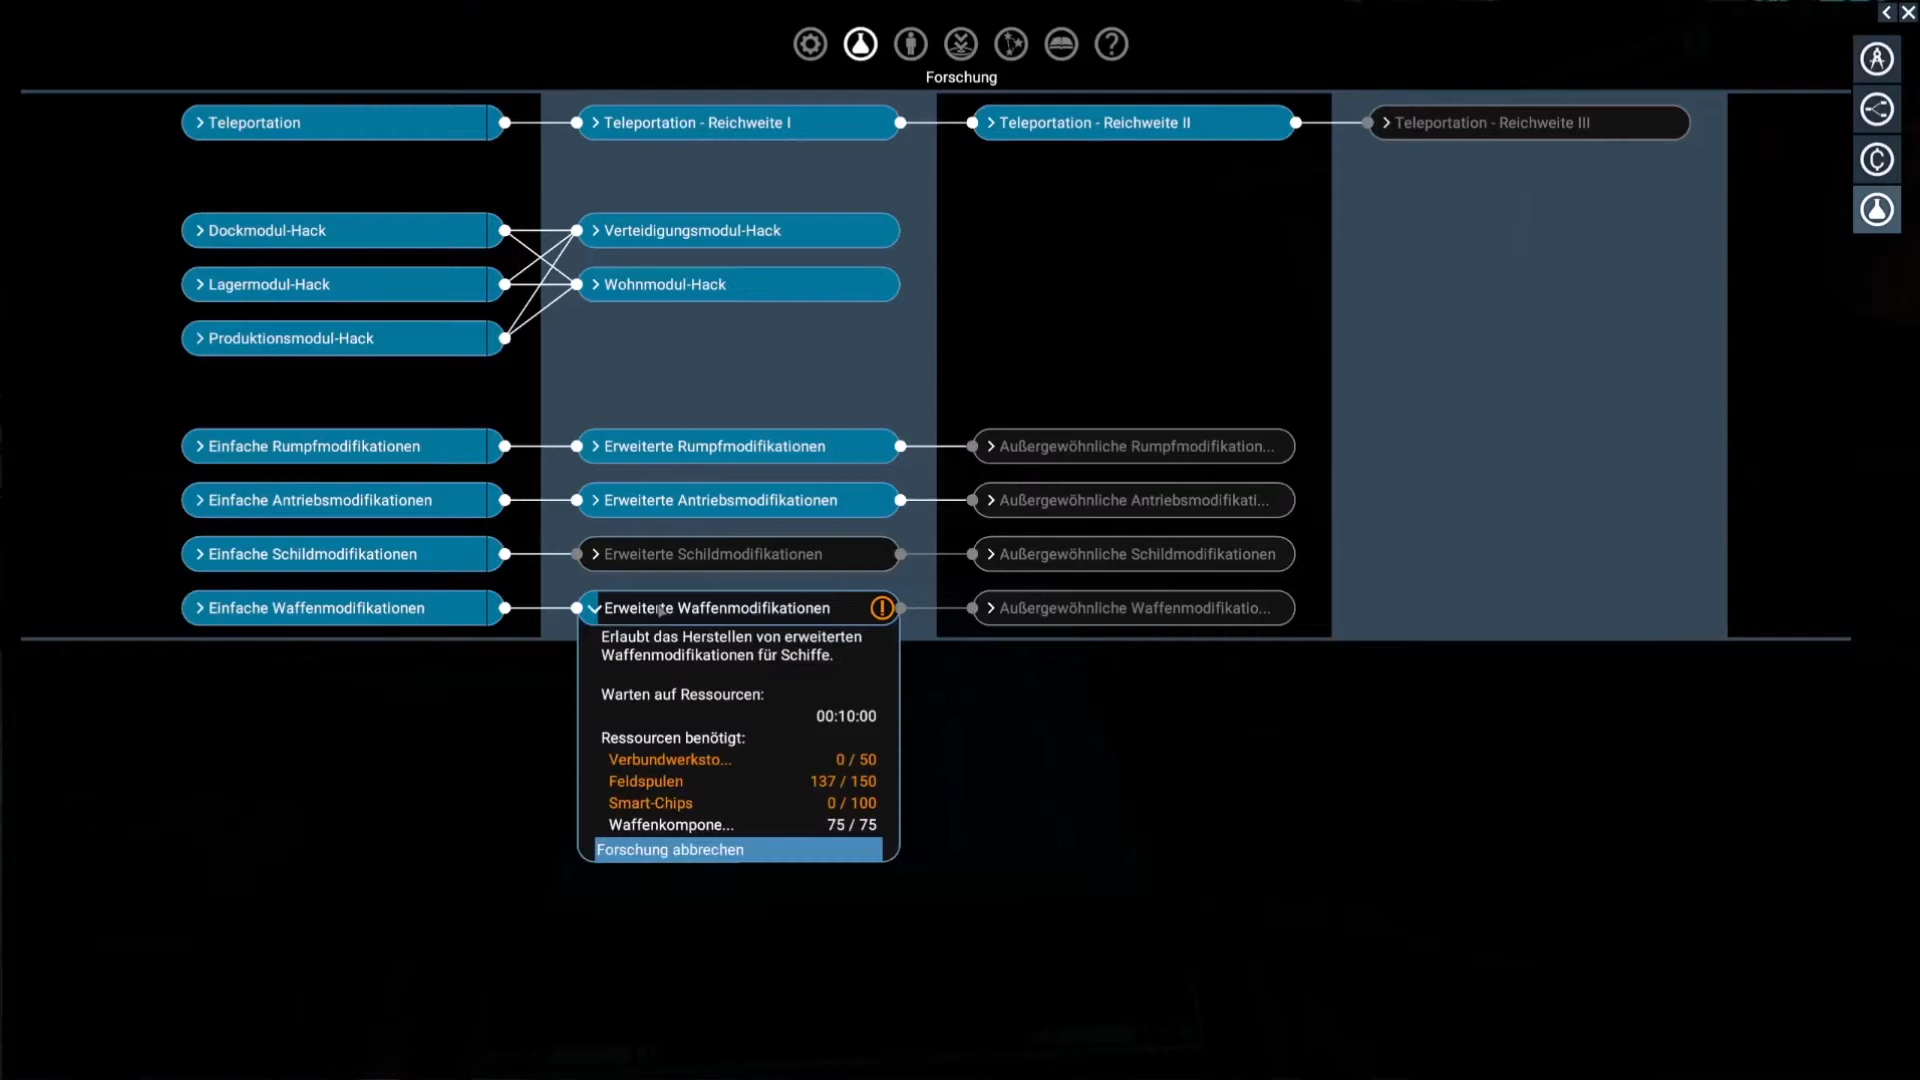 Forschung
Teleportation
Teleportation - Reichweite I
Teleportation - Reichweite II
Teleportation - Reichweite III
Dockmodul-Hack
Verteidigungsmodul-Hack
Lagermodul-Hack
Wohnmodul-Hack
Produktionsmodul-Hack
Einfache Rumpfmodifikationen
Erweiterte Rumpfmodifikationen
Außergewöhnliche Rumpfmodifikation...
Einfache Antriebsmodifikationen
Erweiterte Antriebsmodifikationen
Außergewöhnliche Antriebsmodifikati...
Einfache Schildmodifikationen
Erweiterte Schildmodifikationen
Außergewöhnliche Schildmodifikationen
Einfache Waffenmodifikationen
Erweiterte Waffenmodifikationen
Außergewöhnliche Waffenmodifikatio...
Erlaubt das Herstellen von erweiterten
Waffenmodifikationen für Schiffe.
Warten auf Ressourcen:
00:10:00
Ressourcen benötigt:
Verbundwerksto... 0 / 50
Feldspulen 137 / 150
Smart-Chips 0 / 100
Waffenkompone... 75 / 75
Forschung abbrechen